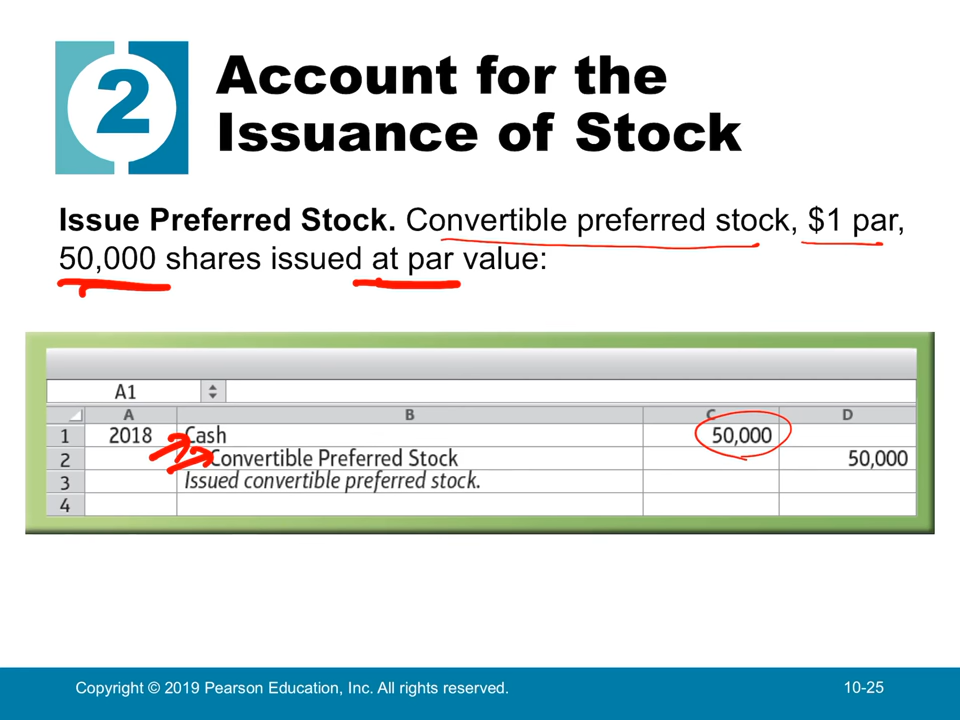 2
Account for the
Issuance of Stock
Issue Preferred Stock. Convertible preferred stock, $1 par,
50,000 shares issued at par value:
A1
A B C D
1 2018 Cash 50,000
2 Convertible Preferred Stock 50,000
3 Issued convertible preferred stock.
4
Copyright © 2019 Pearson Education, Inc. All rights reserved.
10-25